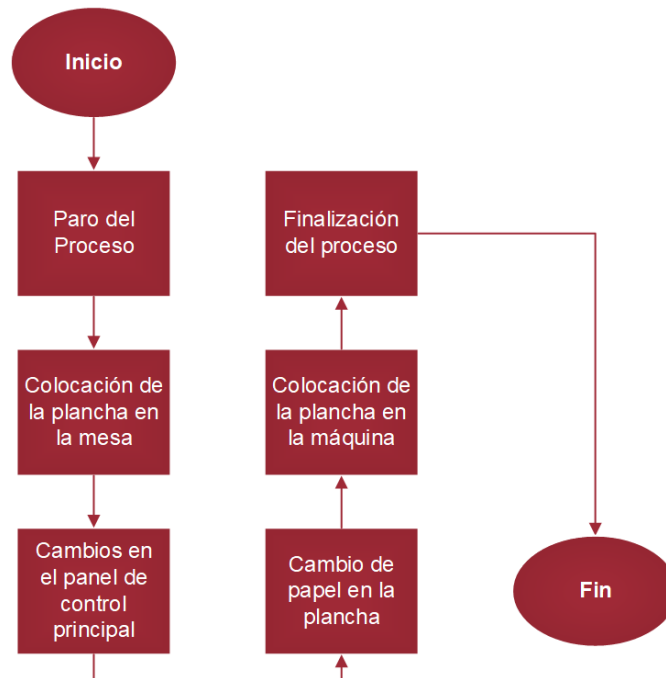 Inicio
Paro del
Proceso
Colocación de
la plancha en
la mesa
Cambios en
el panel de
control
principal
Cambio de
papel en la
plancha
Colocación de
la plancha en
la máquina
Finalización
del proceso
Fin